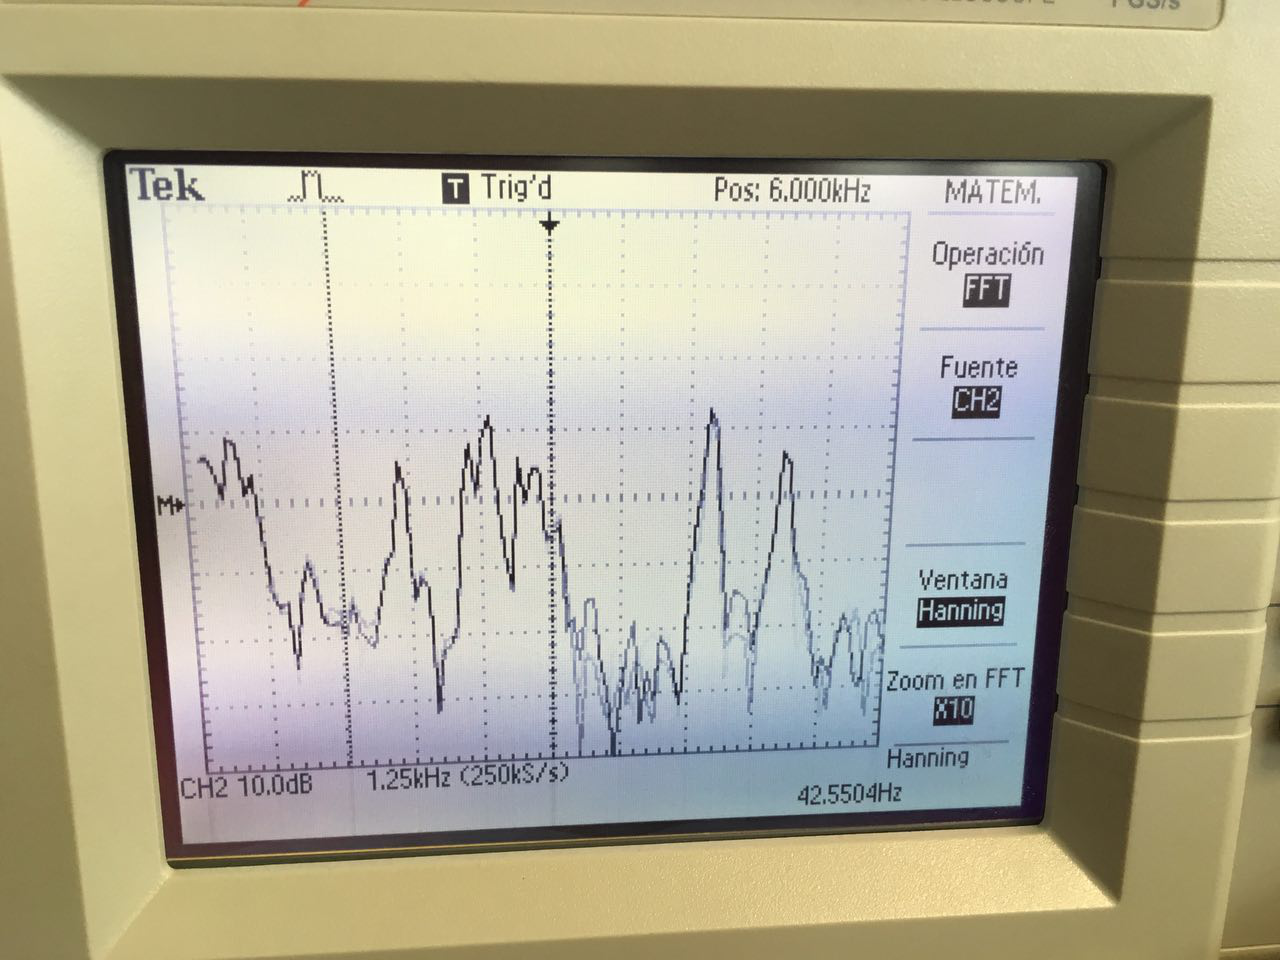 Tek T Trig'd Pos: 6.000kHz MATEM.
Operación
FFT
Fuente
CH2
M
Ventana
Hanning
Zoom en FFT
X10
Hanning
CH2 10.0dB 1.25kHz (250kS/s)
42.5504Hz